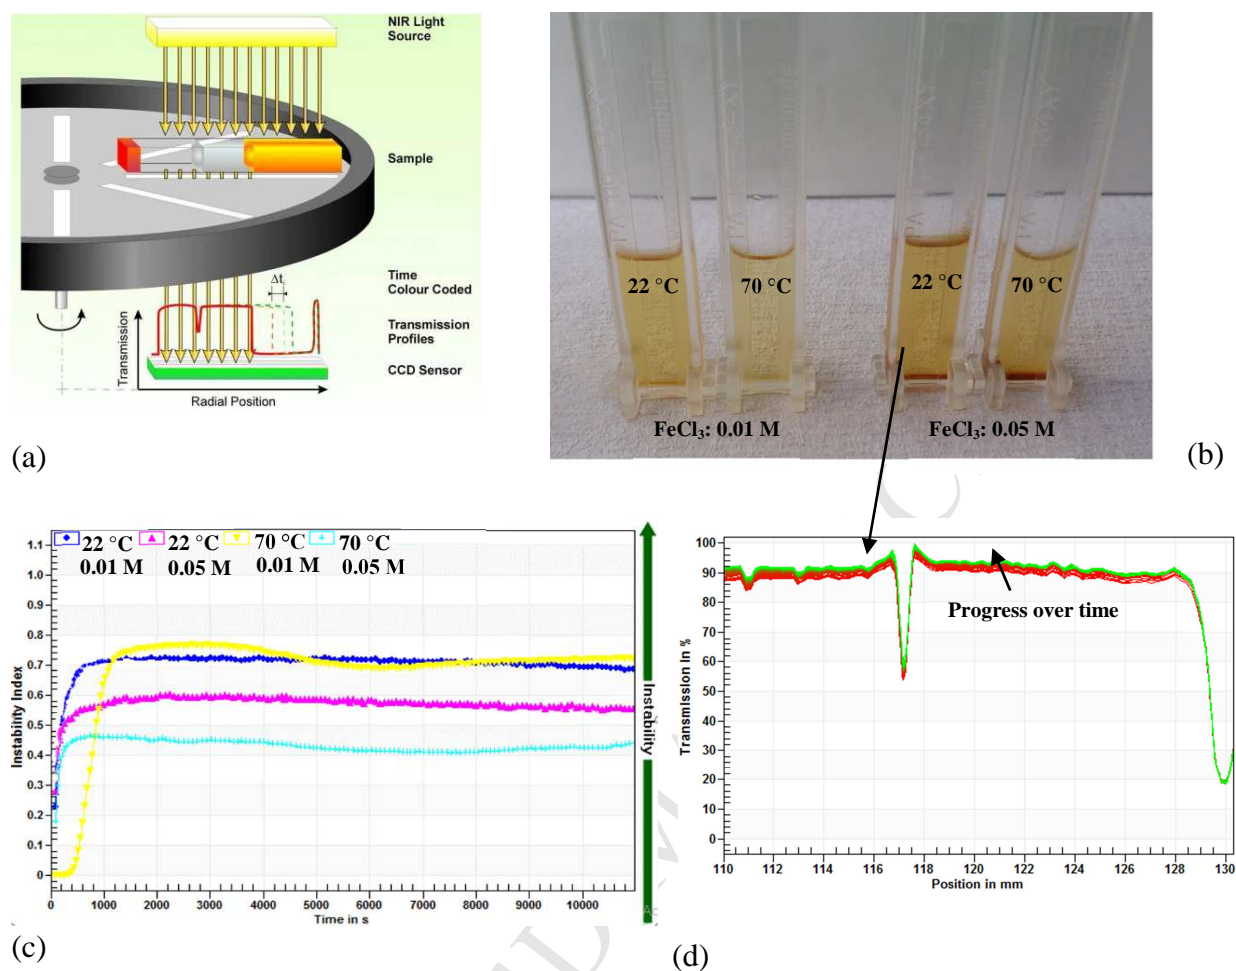 NIR Light
Source
Sample
Time
Colour Coded
Δt
Transmission
Profiles
CCD Sensor
Transmission
Radial Position
(a)
22 °C
70 °C
22 °C
70 °C
FeCl₃: 0.01 M
FeCl₃: 0.05 M
(b)
22 °C
0.01 M
22 °C
0.05 M
70 °C
0.01 M
70 °C
0.05 M
Instability Index
1.1
1.0
0.9
0.8
0.7
0.6
0.5
0.4
0.3
0.2
0.1
0
0 1000 2000 3000 4000 5000 6000 7000 8000 9000 10000
Time in s
Instability
(c)
Transmission in %
100
90
80
70
60
50
40
30
20
10
0
110 112 114 116 118 120 122 124 126 128 130
Position in mm
Progress over time
(d)